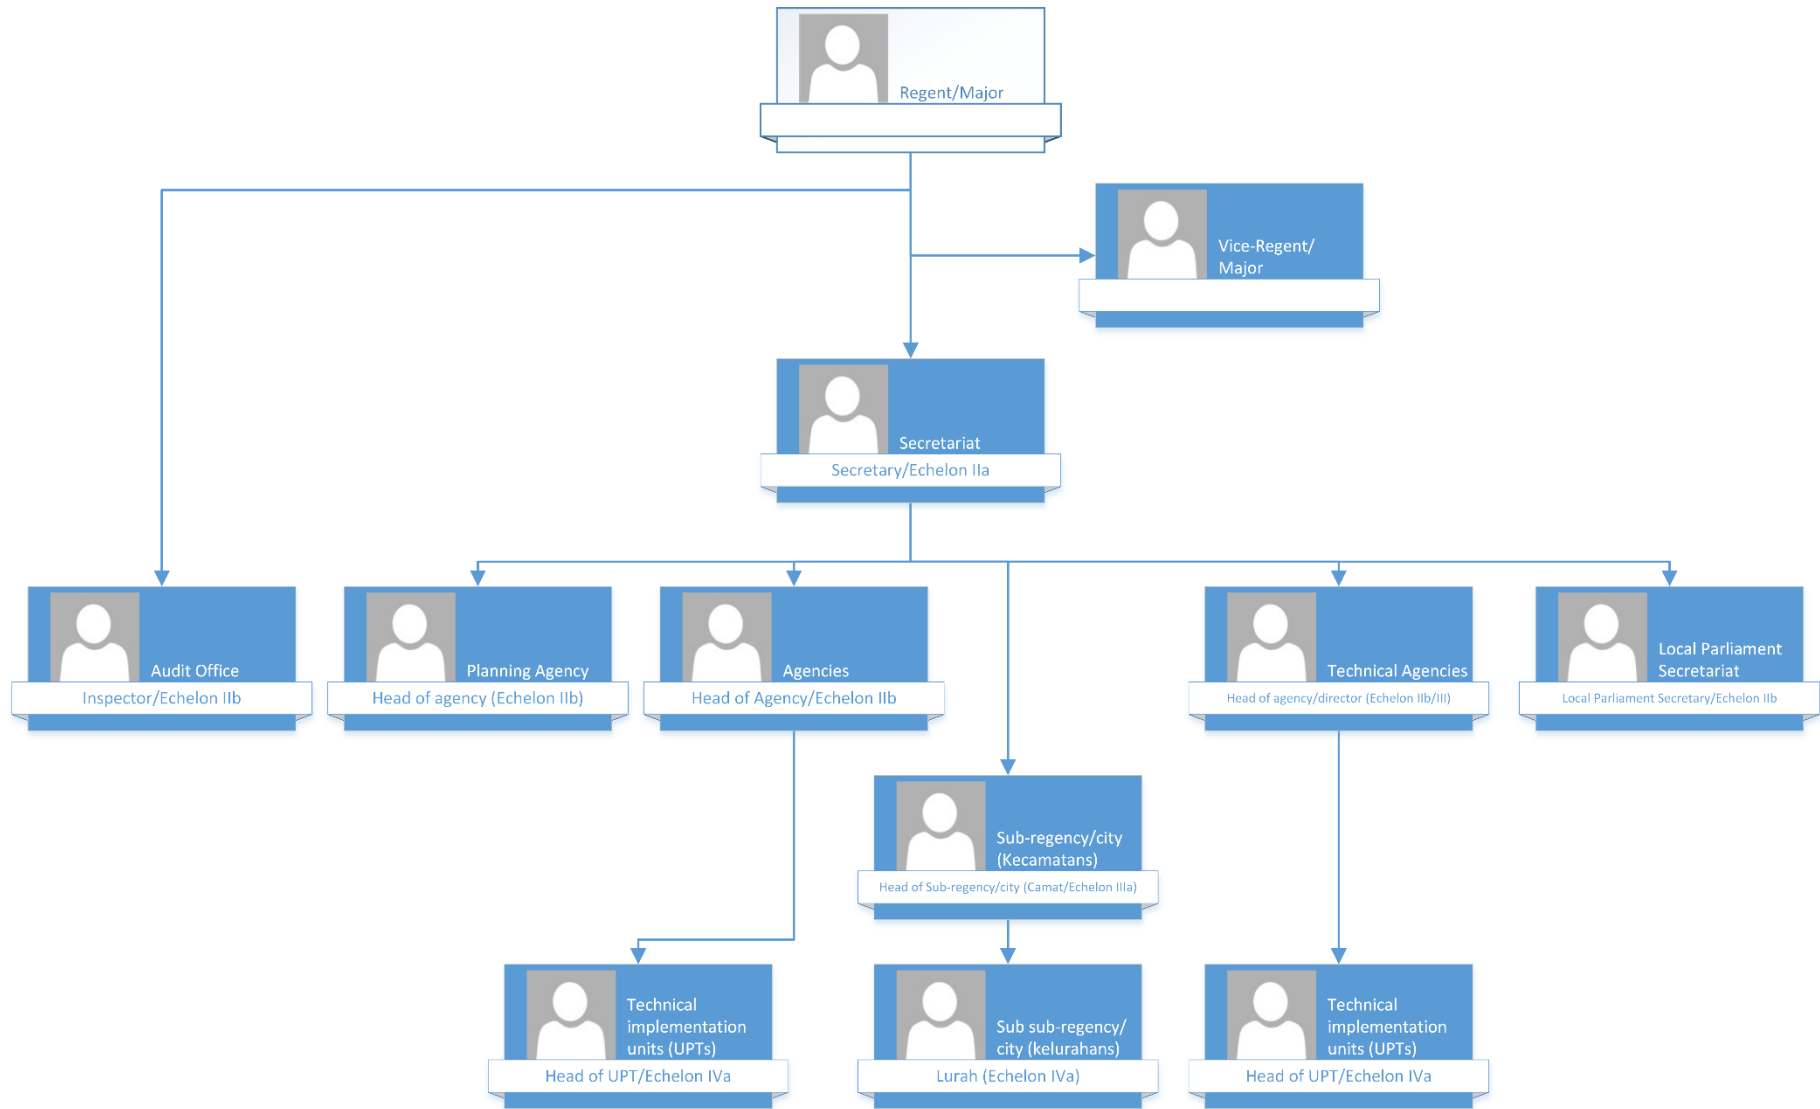 Regent/Major
Vice-Regent/
Major
Secretariat
Secretary/Echelon IIa
Audit Office
Inspector/Echelon IIb
Planning Agency
Head of agency (Echelon IIb)
Agencies
Head of Agency/Echelon IIb
Technical Agencies
Head of agency/director (Echelon IIb/III)
Local Parliament
Secretariat
Local Parliament Secretary/Echelon IIb
Sub-regency/city
(Kecamatans)
Head of Sub-regency/city (Camat/Echelon IIIa)
Technical
implementation
units (UPTs)
Head of UPT/Echelon IVa
Sub sub-regency/
city (kelurahans)
Lurah (Echelon IVa)
Technical
implementation
units (UPTs)
Head of UPT/Echelon IVa